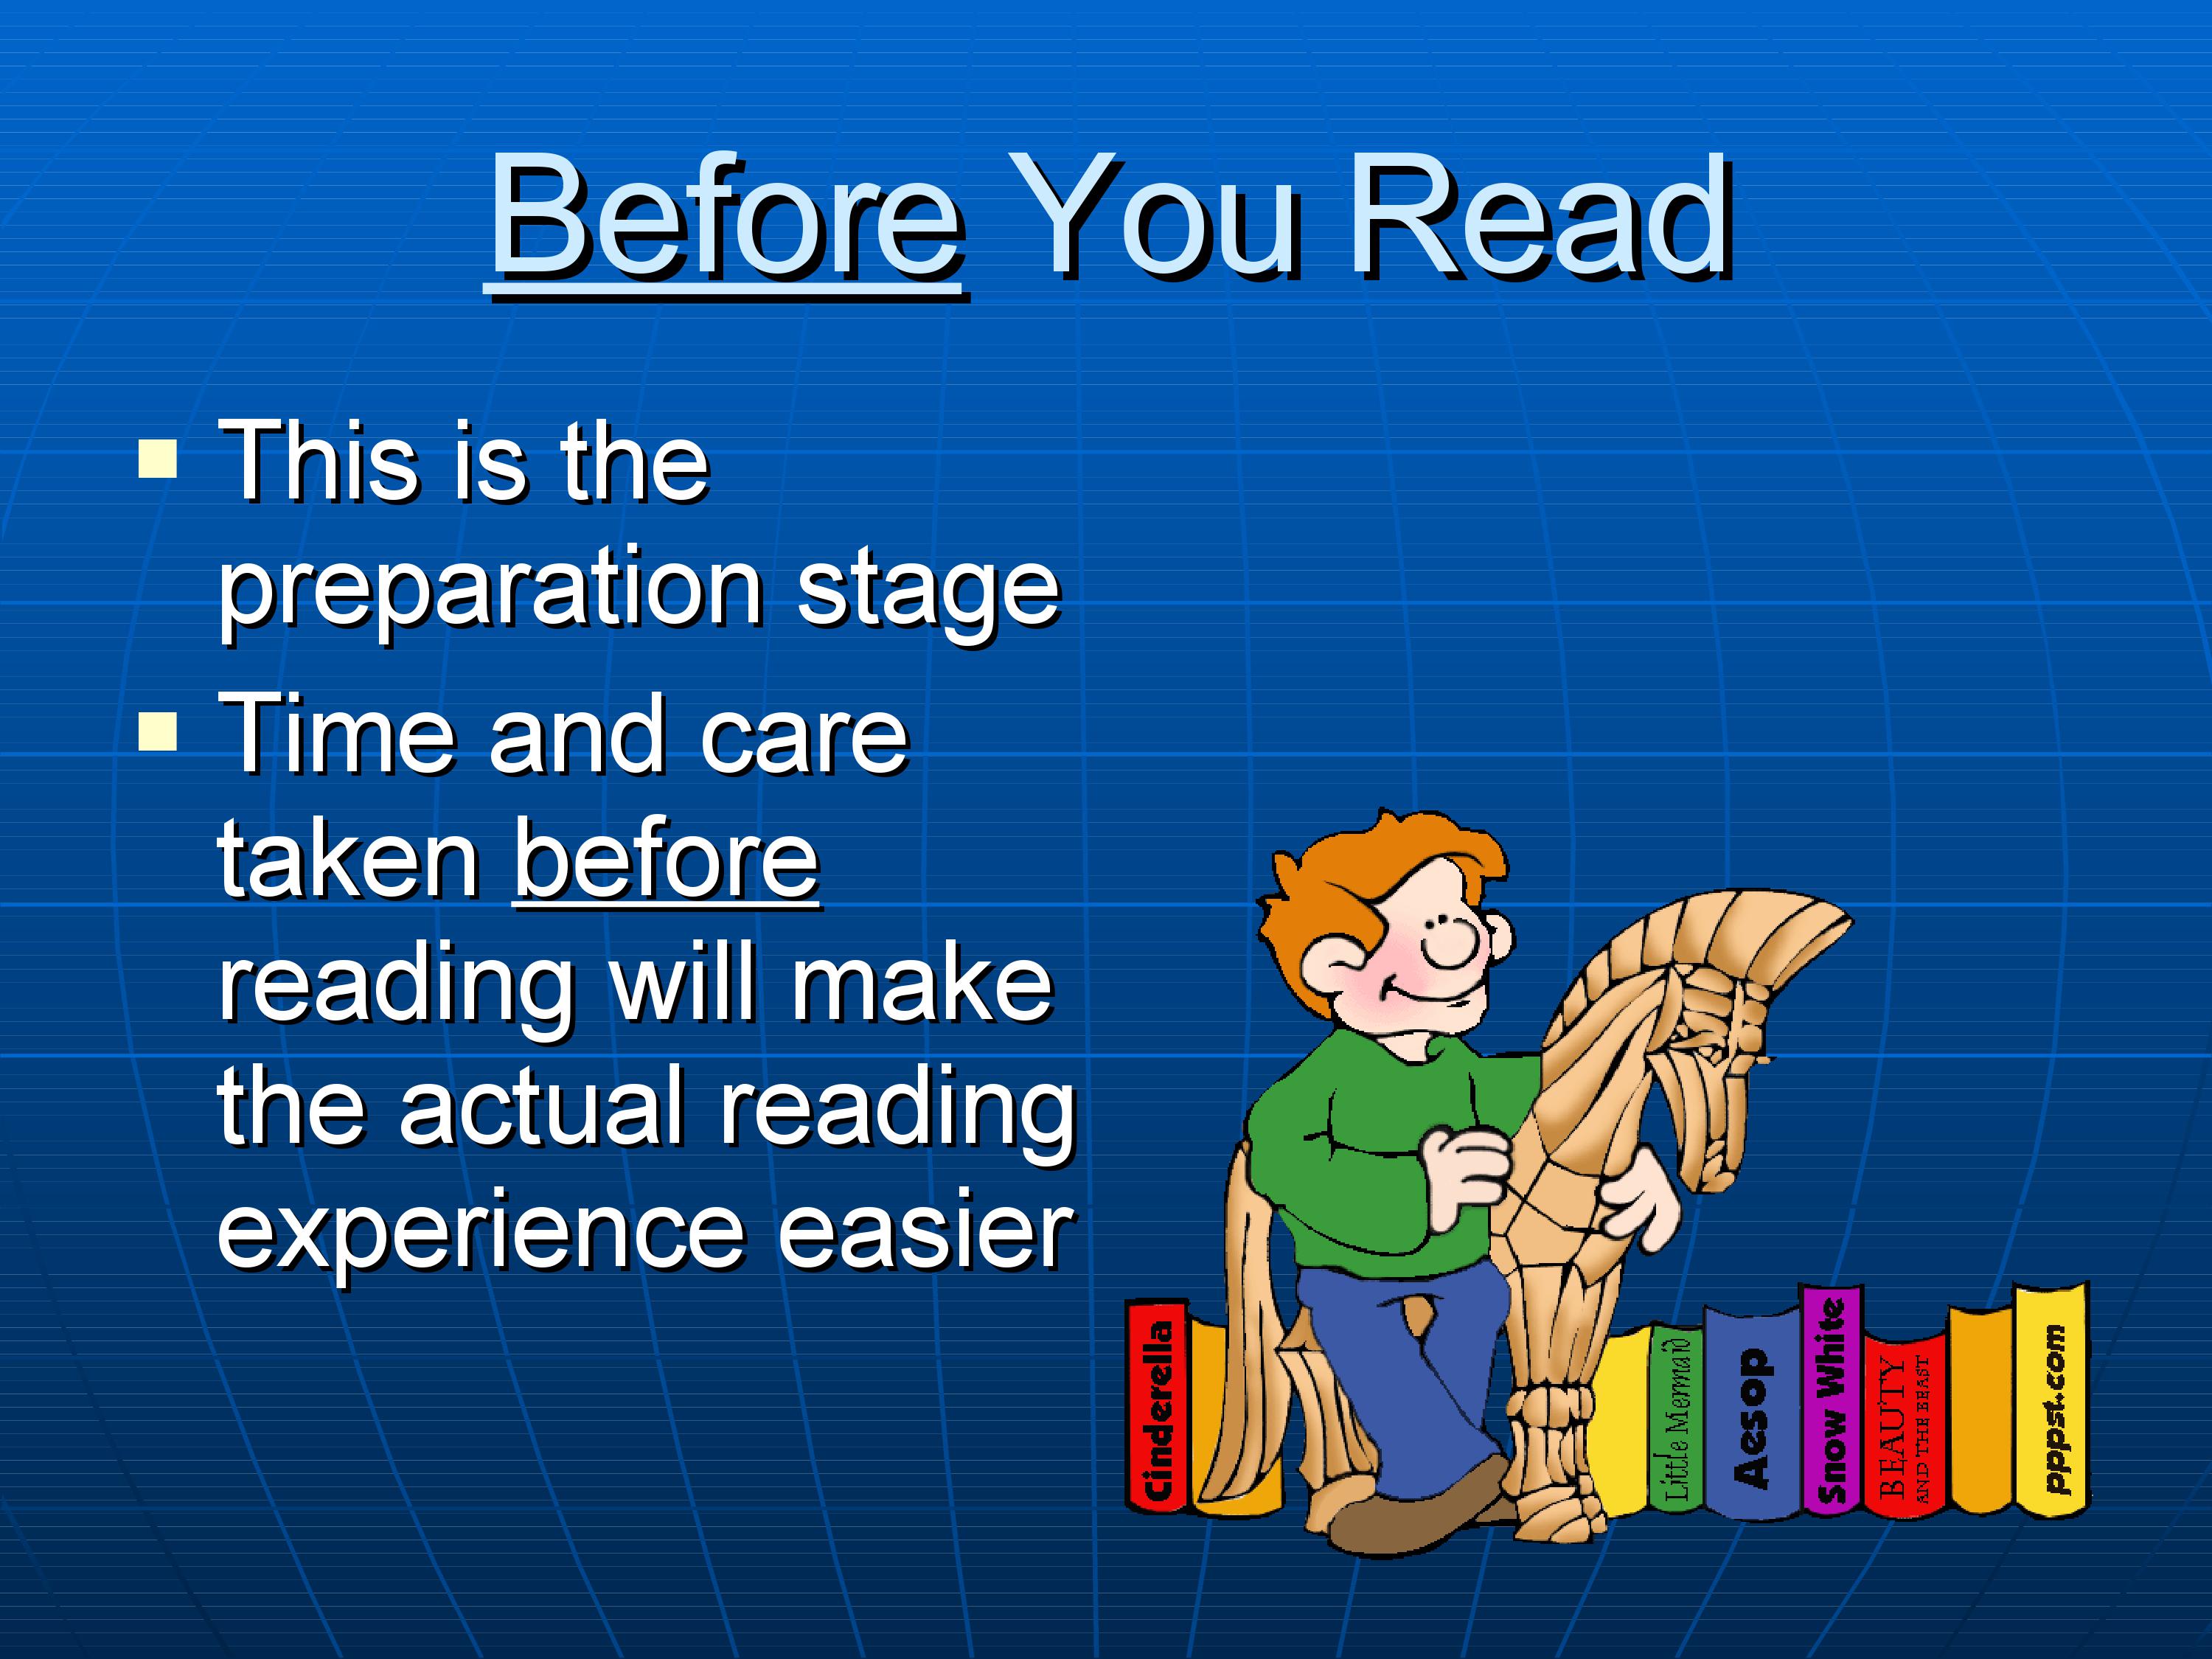 Before You Read
This is the
preparation stage
Time and care
taken before
reading will make
the actual reading
experience easier
Cinderella
Little Mermaid
Aesop
Snow White
BEAUTY
AND THE BEAST
pppst.com